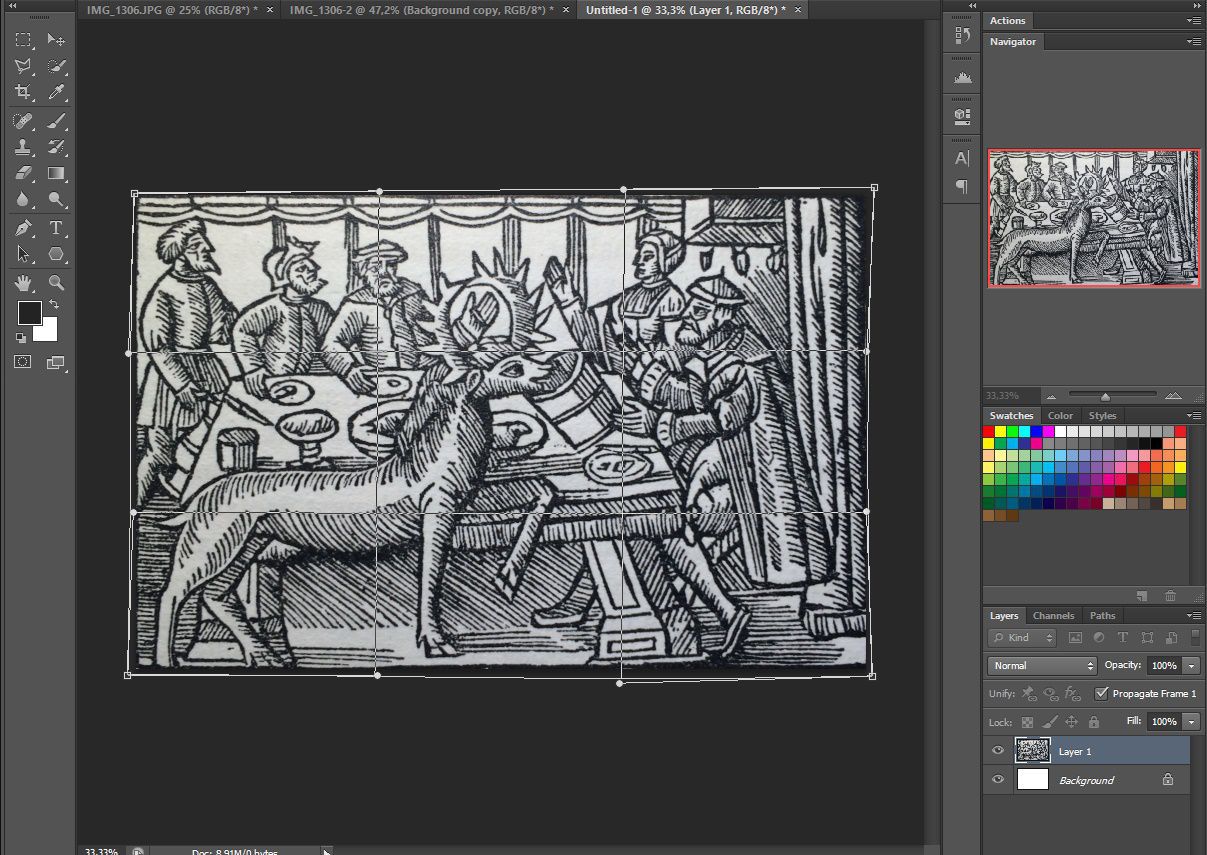 IMG_1306.JPG @ 25% (RGB/8*) * × IMG_1306-2 @ 47,2% (Background copy, RGB/8*) * × Untitled-1 @ 33,3% (Layer 1, RGB/8*) * ×
Actions
Navigator
T
A
33,33%
Swatches Color Styles
Layers Channels Paths
Kind T
Normal Opacity: 100%
Unify: Propagate Frame 1
Lock: Fill: 100%
Layer 1
Background
33,33% Doc: 8,91M/0 bytes